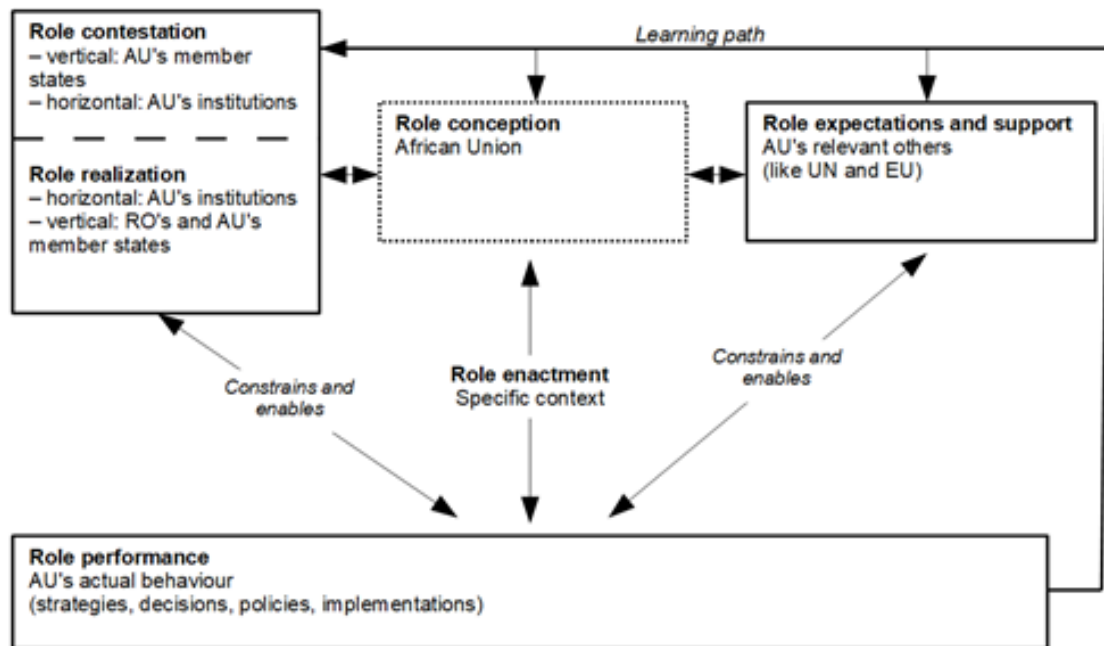 Role contestation
– vertical: AU's member
states
– horizontal: AU's institutions
Role realization
– horizontal: AU's institutions
– vertical: RO's and AU's
member states
Learning path
Role conception
African Union
Role expectations and support
AU's relevant others
(like UN and EU)
Constrains and
enables
Role enactment
Specific context
Constrains and
enables
Role performance
AU's actual behaviour
(strategies, decisions, policies, implementations)